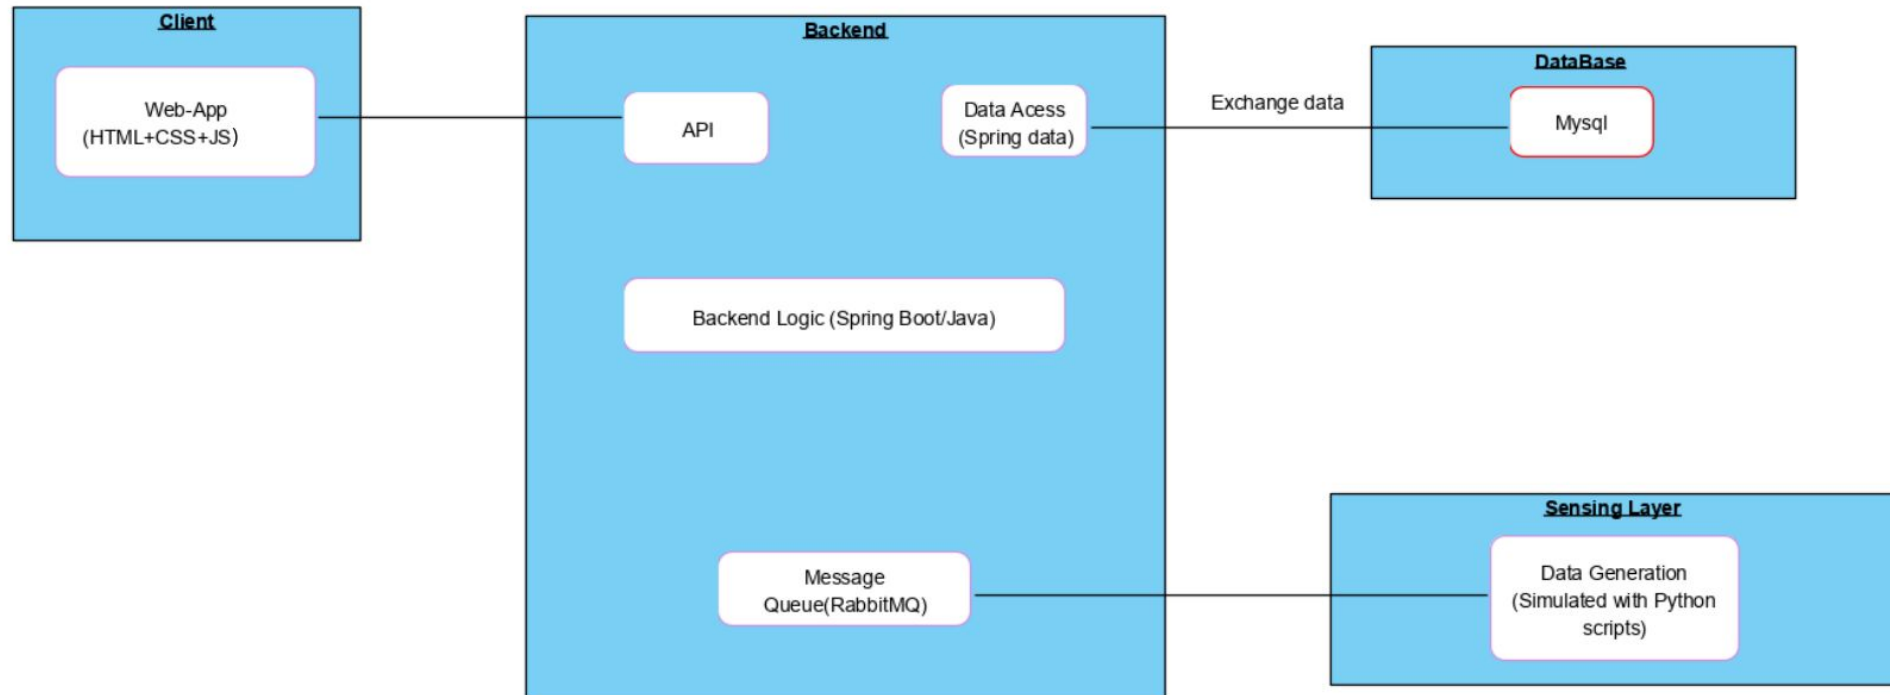 Client
Web-App
(HTML+CSS+JS)
Backend
API
Data Acess
(Spring data)
Exchange data
DataBase
Mysql
Backend Logic (Spring Boot/Java)
Message
Queue(RabbitMQ)
Sensing Layer
Data Generation
(Simulated with Python
scripts)